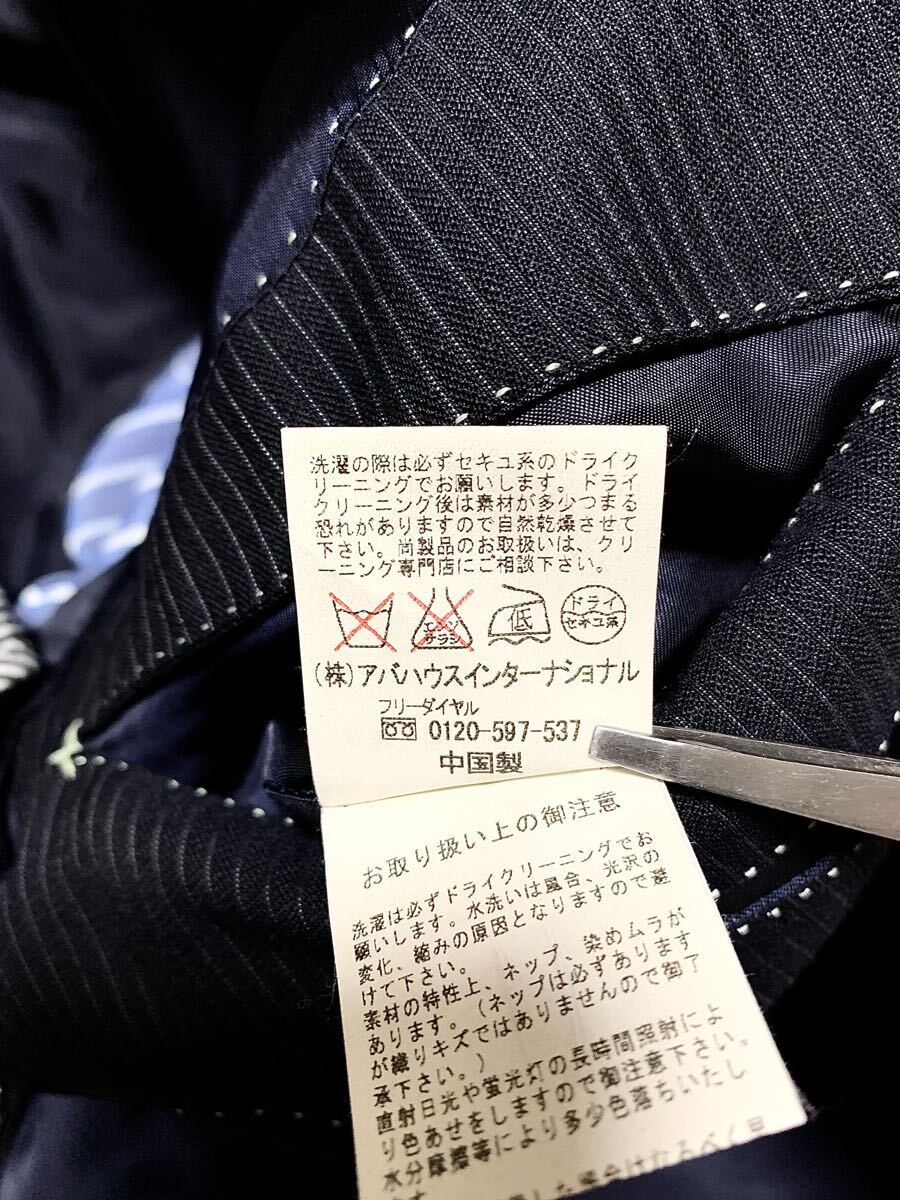 洗濯の際は必ずセキユ系のドライク
リーニングでお願いします。ドライ
クリーニング後は素材が多少つまる
恐れがありますので自然乾燥させて
下さい。尚製品のお取扱いは、クリ
ーニング専門店にご相談下さい。
エンソ
チラシ
低
ドライ
セキユ系
(株)アバハウスインターナショナル
フリーダイヤル
0120-597-537
中国製
お取り扱い上の御注意
洗濯は必ずドライクリーニングでお
願いします。水洗いは風合、光沢の
変化、縮みの原因となりますので避
けて下さい。
素材の特性上、ネップ、染めムラが
あります。(ネップは必ずあります
が織りキズではありませんので御了
承下さい。)
直射日光や蛍光灯の長時間照射によ
り色あせをしますので御注意下さい。
水分摩擦等により多少色落ちいたし